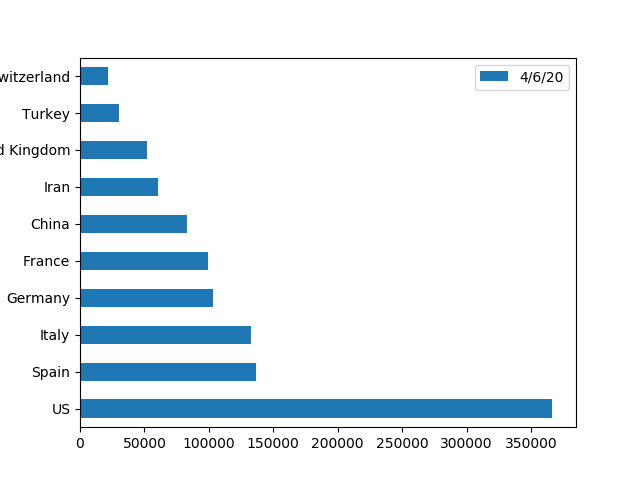 witzerland
Turkey
d Kingdom
Iran
China
France
Germany
Italy
Spain
US
4/6/20
0 50000 100000 150000 200000 250000 300000 350000